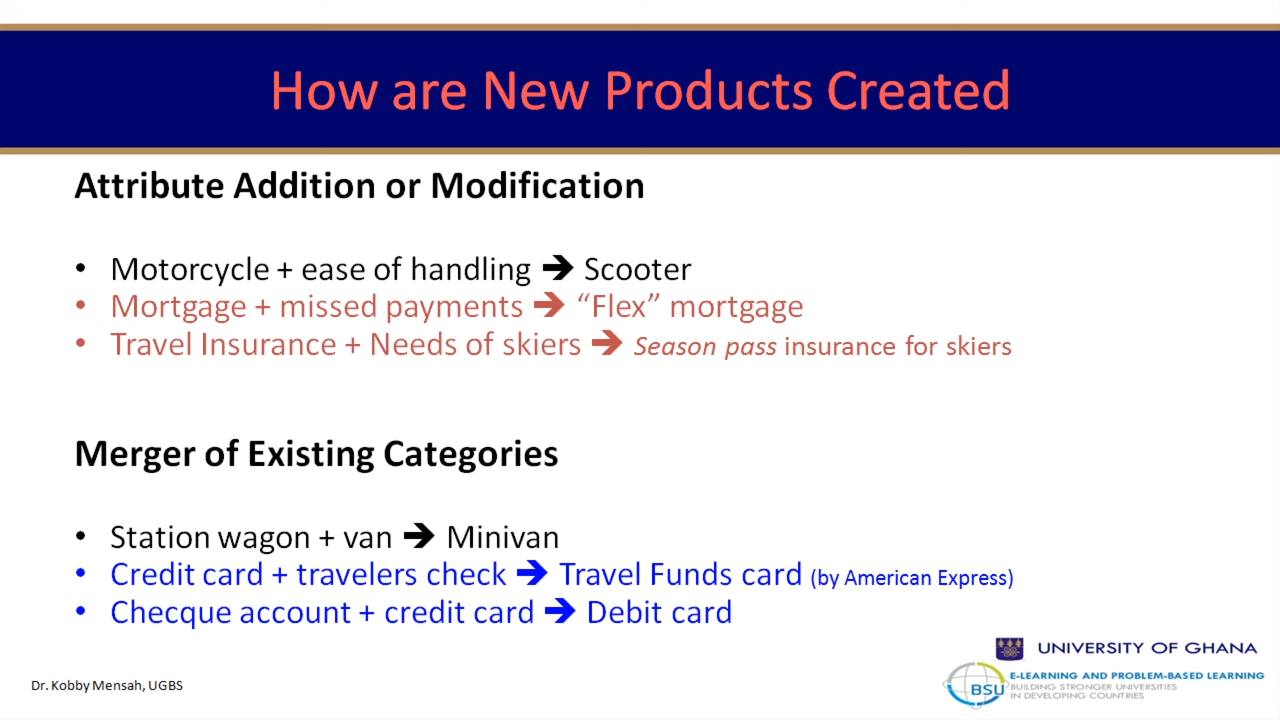 How are New Products Created
Attribute Addition or Modification
• Motorcycle + ease of handling ➔ Scooter
• Mortgage + missed payments ➔ “Flex” mortgage
• Travel Insurance + Needs of skiers ➔ Season pass insurance for skiers
Merger of Existing Categories
• Station wagon + van ➔ Minivan
• Credit card + travelers check ➔ Travel Funds card (by American Express)
• Checque account + credit card ➔ Debit card
UNIVERSITY OF GHANA
Dr. Kobby Mensah, UGBS
BSU
E-LEARNING AND PROBLEM-BASED LEARNING
BUILDING STRONGER UNIVERSITIES
IN DEVELOPING COUNTRIES